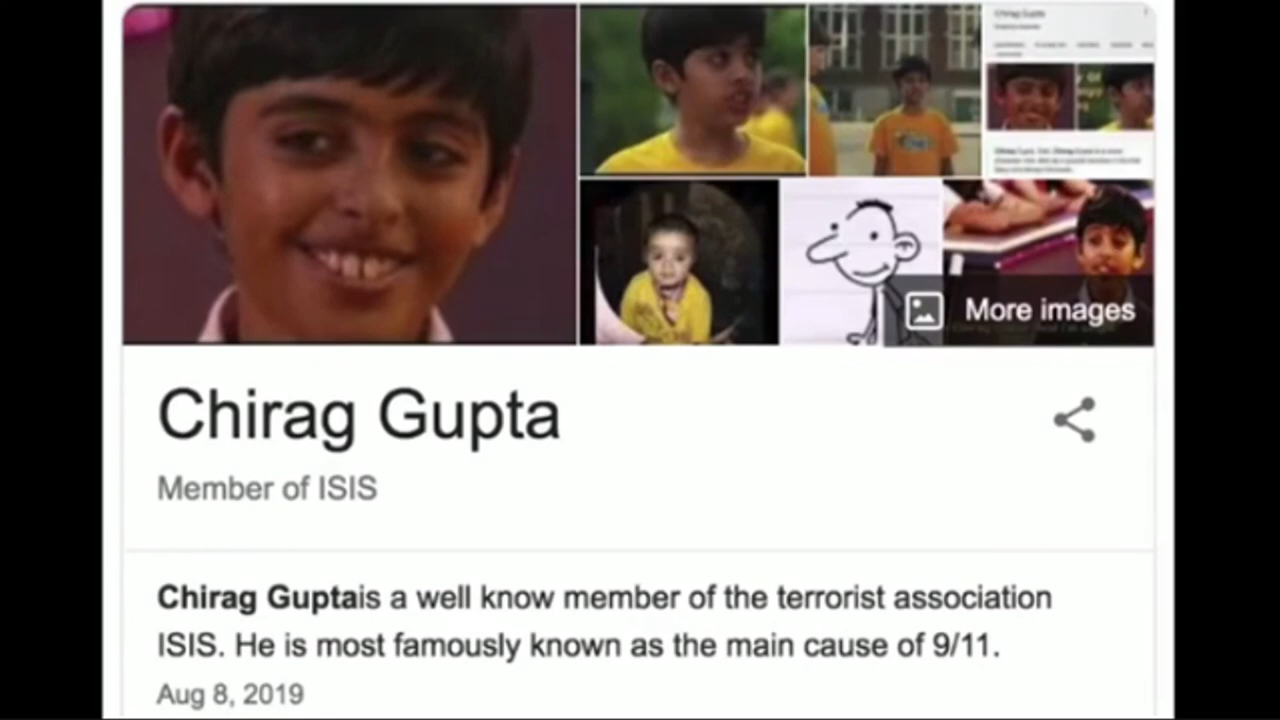 More images
Chirag Gupta
Member of ISIS
Chirag Guptais a well know member of the terrorist association
ISIS. He is most famously known as the main cause of 9/11.
Aug 8, 2019